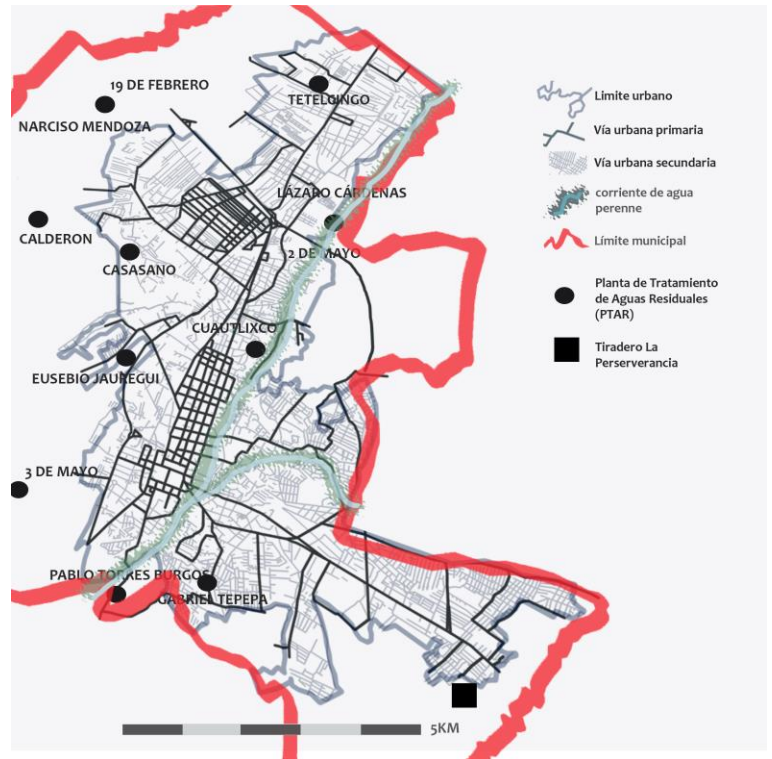 19 DE FEBRERO
NARCISO MENDOZA
TETELCINGO
LÁZARO CÁRDENAS
CALDERON
CASASANO
2 DE MAYO
CUAUTLIXCO
EUSEBIO JAUREGUI
3 DE MAYO
PABLO TORRES BURGOS
GABRIEL TEPEPA
5KM
Limite urbano
Vía urbana primaria
Vía urbana secundaria
corriente de agua
perenne
Límite municipal
Planta de Tratamiento
de Aguas Residuales
(PTAR)
Tiradero La
Perserverancia